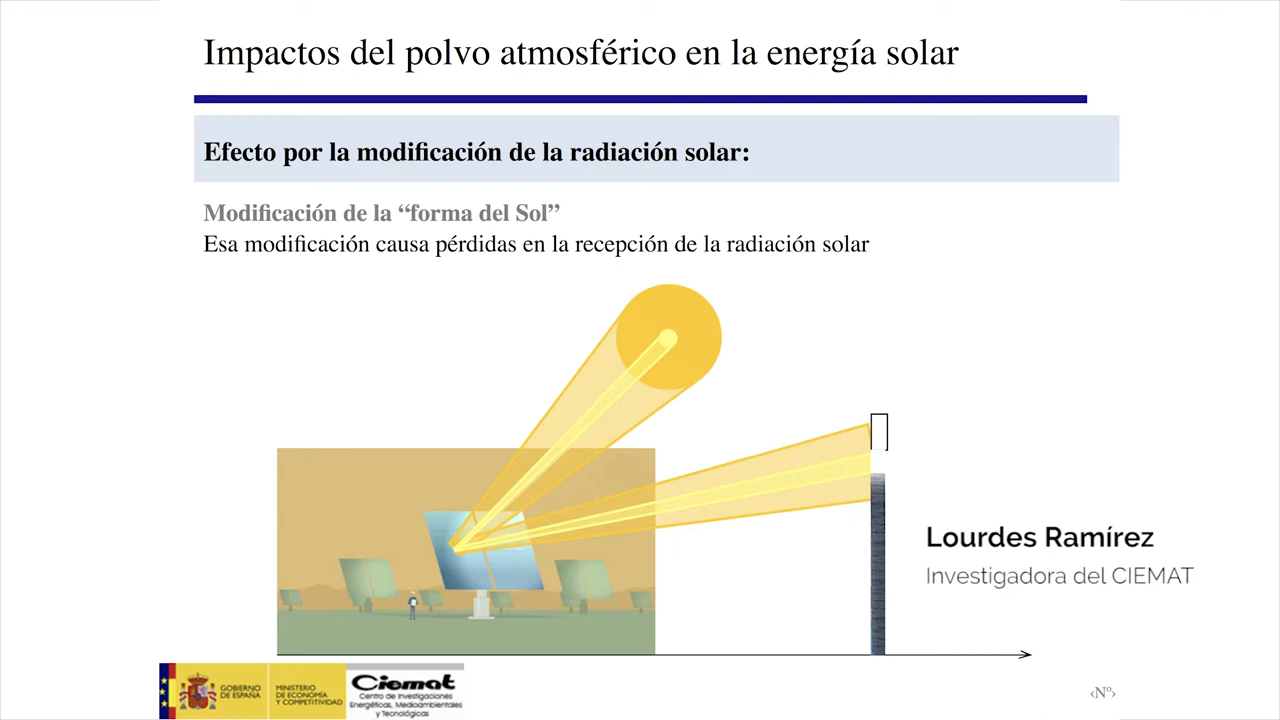 Impactos del polvo atmosférico en la energía solar
Efecto por la modificación de la radiación solar:
Modificación de la “forma del Sol”
Esa modificación causa pérdidas en la recepción de la radiación solar
Lourdes Ramírez
Investigadora del CIEMAT
GOBIERNO
DE ESPAÑA
MINISTERIO
DE ECONOMÍA
Y COMPETITIVIDAD
Ciemat
Centro de Investigaciones
Energéticas, Medioambientales
y Tecnológicas
‹Nº›